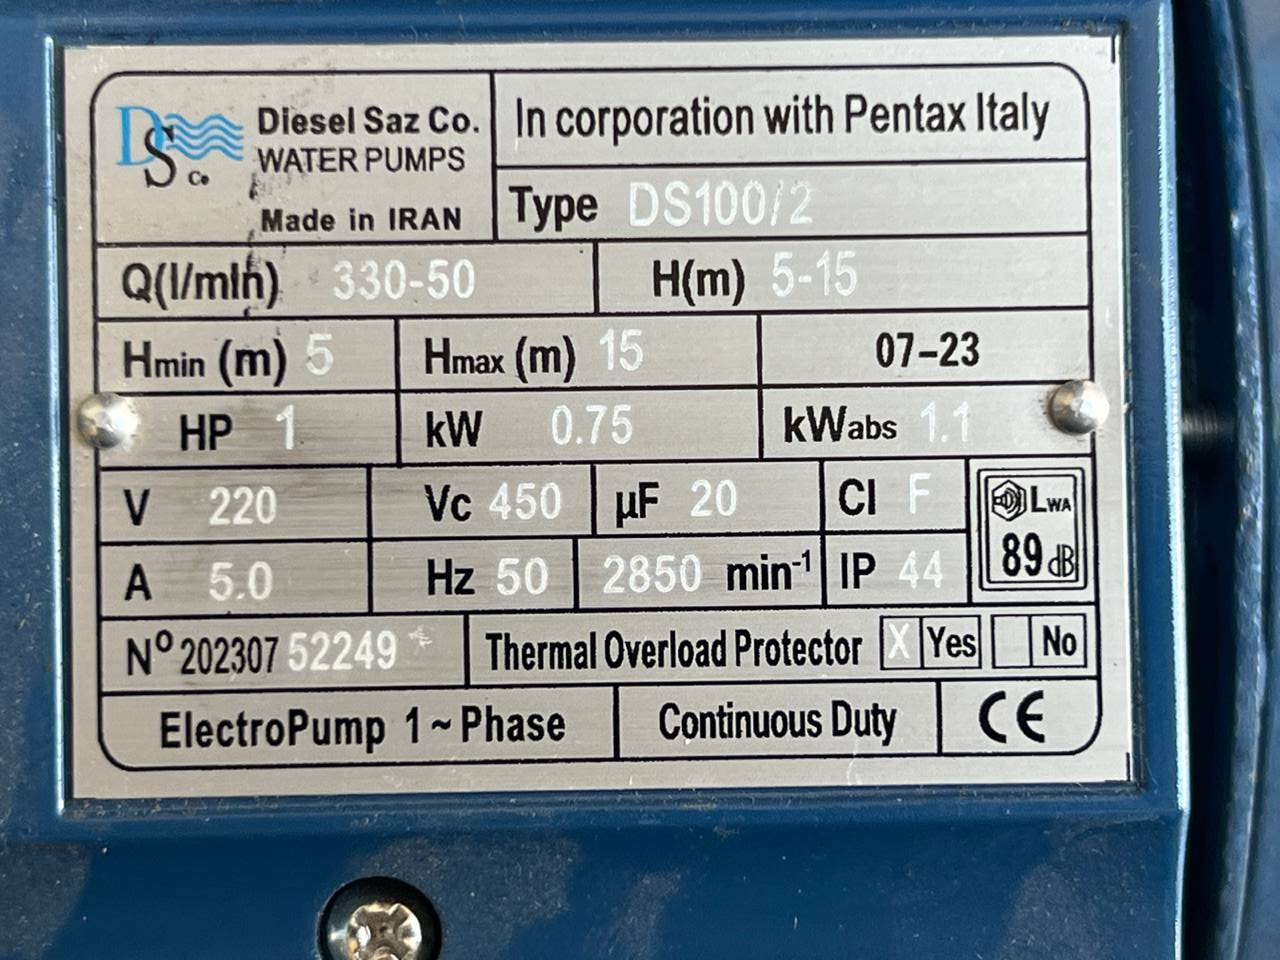 DS Co
Diesel Saz Co.
WATER PUMPS
Made in IRAN
In corporation with Pentax Italy
Type DS100/2
Q(l/mIn) 330-50 H(m) 5-15
Hmin (m) 5 Hmax (m) 15 07-23
HP 1 kW 0.75 kWabs 1.1
V 220 Vc 450 µF 20 Cl F
LWA
89 dB
A 5.0 Hz 50 2850 min-1 IP 44
Nº 202307 52249 * Thermal Overload Protector X Yes No
ElectroPump 1 ~ Phase Continuous Duty CE